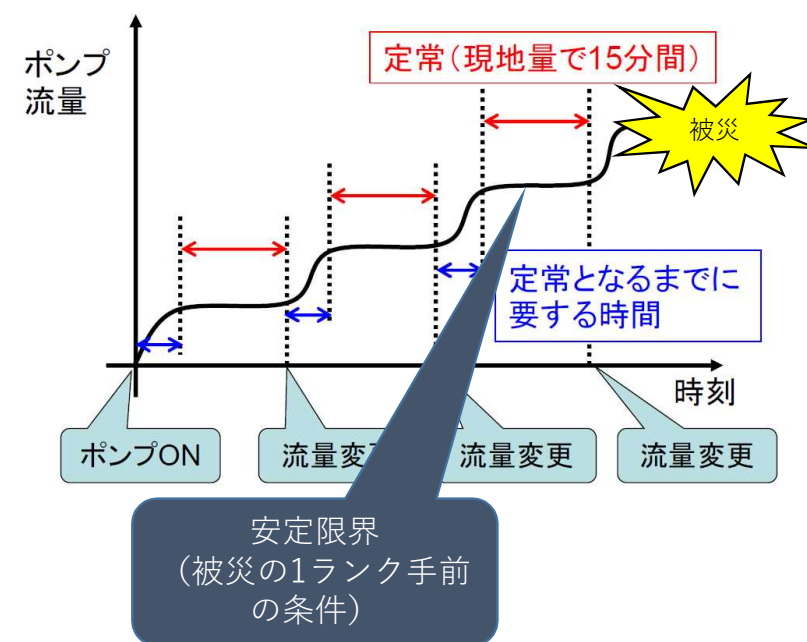 ポンプ
流量
定常（現地量で15分間）
被災
定常となるまでに
要する時間
時刻
ポンプON
流量変
流量変更
流量変更
安定限界
（被災の1ランク手前
の条件）